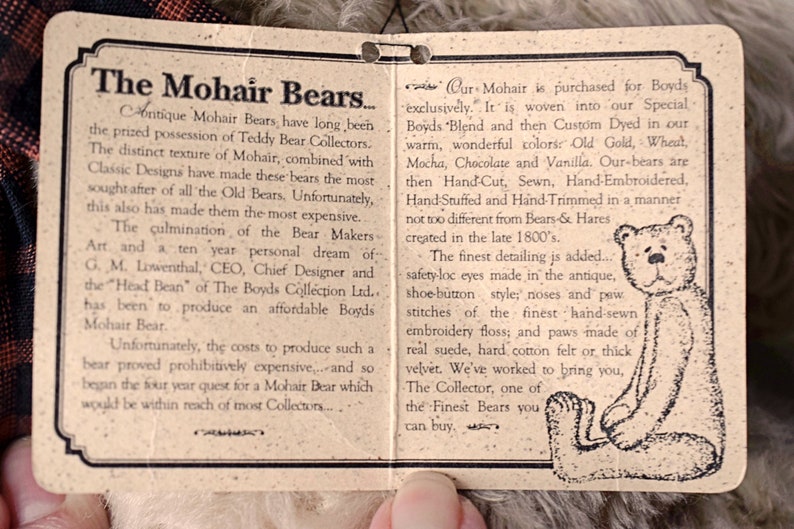 The Mohair Bears...
Antique Mohair Bears have long been
the prized possession of Teddy Bear Collectors.
The distinct texture of Mohair, combined with
Classic Designs have made these bears the most
sought-after of all the Old Bears. Unfortunately,
this also has made them the most expensive...
The culmination of the Bear Makers
Art and a ten year personal dream of
G. M. Lowenthal, CEO, Chief Designer and
the "Head Bean" of The Boyds Collection Ltd.
has been to produce an affordable Boyds
Mohair Bear.
Unfortunately, the costs to produce such a
bear proved prohibitively expensive...and so
began the four year quest for a Mohair Bear which
would be within reach of most Collectors...
Our Mohair is purchased for Boyds
exclusively. It is woven into our Special
Boyds Blend and then Custom Dyed in our
warm, wonderful colors: Old Gold, Wheat,
Mocha, Chocolate and Vanilla. Our bears are
then Hand-Cut, Sewn, Hand-Embroidered,
Hand-Stuffed and Hand-Trimmed in a manner
not too different from Bears & Hares
created in the late 1800's.
The finest detailing is added...
safety-loc eyes made in the antique,
shoe-button style; noses and paw
stitches of the finest hand-sewn
embroidery floss; and paws made of
real suede, hard cotton felt or thick
velvet. We've worked to bring you,
The Collector, one of
the Finest Bears you
can buy.